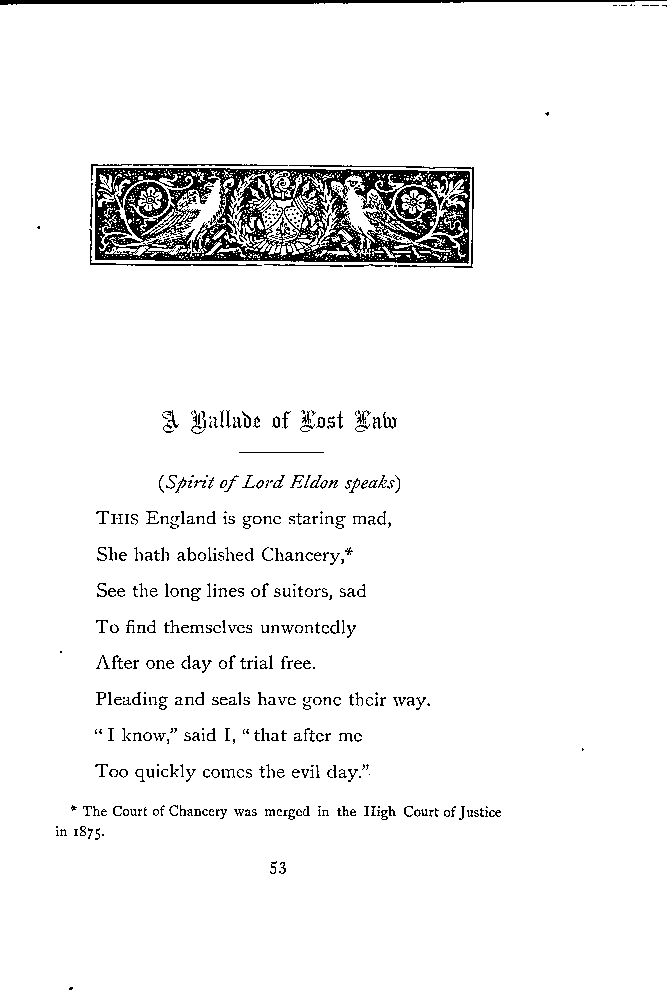 A Ballade of Lost Law
(Spirit of Lord Eldon speaks)
THIS England is gone staring mad,
She hath abolished Chancery,*
See the long lines of suitors, sad
To find themselves unwontedly
After one day of trial free.
Pleading and seals have gone their way.
“ I know,” said I, “ that after me
Too quickly comes the evil day.”
* The Court of Chancery was merged in the High Court of Justice
in 1875.
53